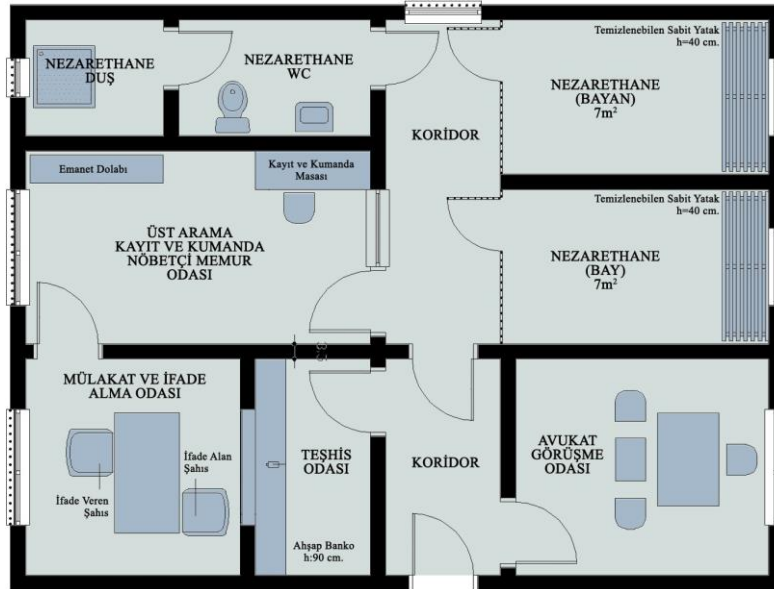 NEZARETHANE
DUŞ
NEZARETHANE
WC
Temizlenebilen Sabit Yatak
h=40 cm.
NEZARETHANE
(BAYAN)
7m²
KORİDOR
Emanet Dolabı
Kayıt ve Kumanda
Masası
ÜST ARAMA
KAYIT VE KUMANDA
NÖBETÇİ MEMUR
ODASI
Temizlenebilen Sabit Yatak
h=40 cm.
NEZARETHANE
(BAY)
7m²
MÜLAKAT VE İFADE
ALMA ODASI
İfade Alan
Şahıs
İfade Veren
Şahıs
TEŞHİS
ODASI
Ahşap Banko
h:90 cm.
KORİDOR
AVUKAT
GÖRÜŞME
ODASI